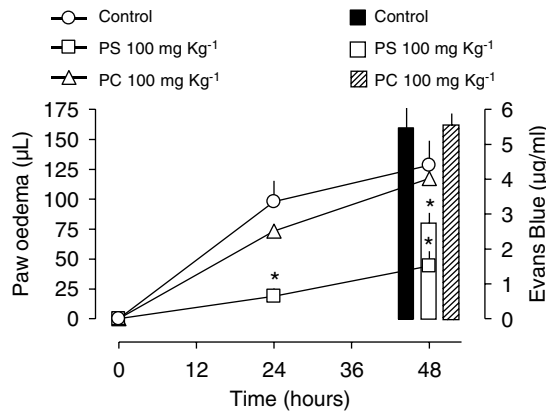 Control
Control
PS 100 mg Kg-1
PS 100 mg Kg-1
PC 100 mg Kg-1
PC 100 mg Kg-1
Paw oedema (µL)
175
150
125
100
75
50
25
0
*
*
*
6
5
4
3
2
1
0
Evans Blue (µg/ml)
0
12
24
36
48
Time (hours)